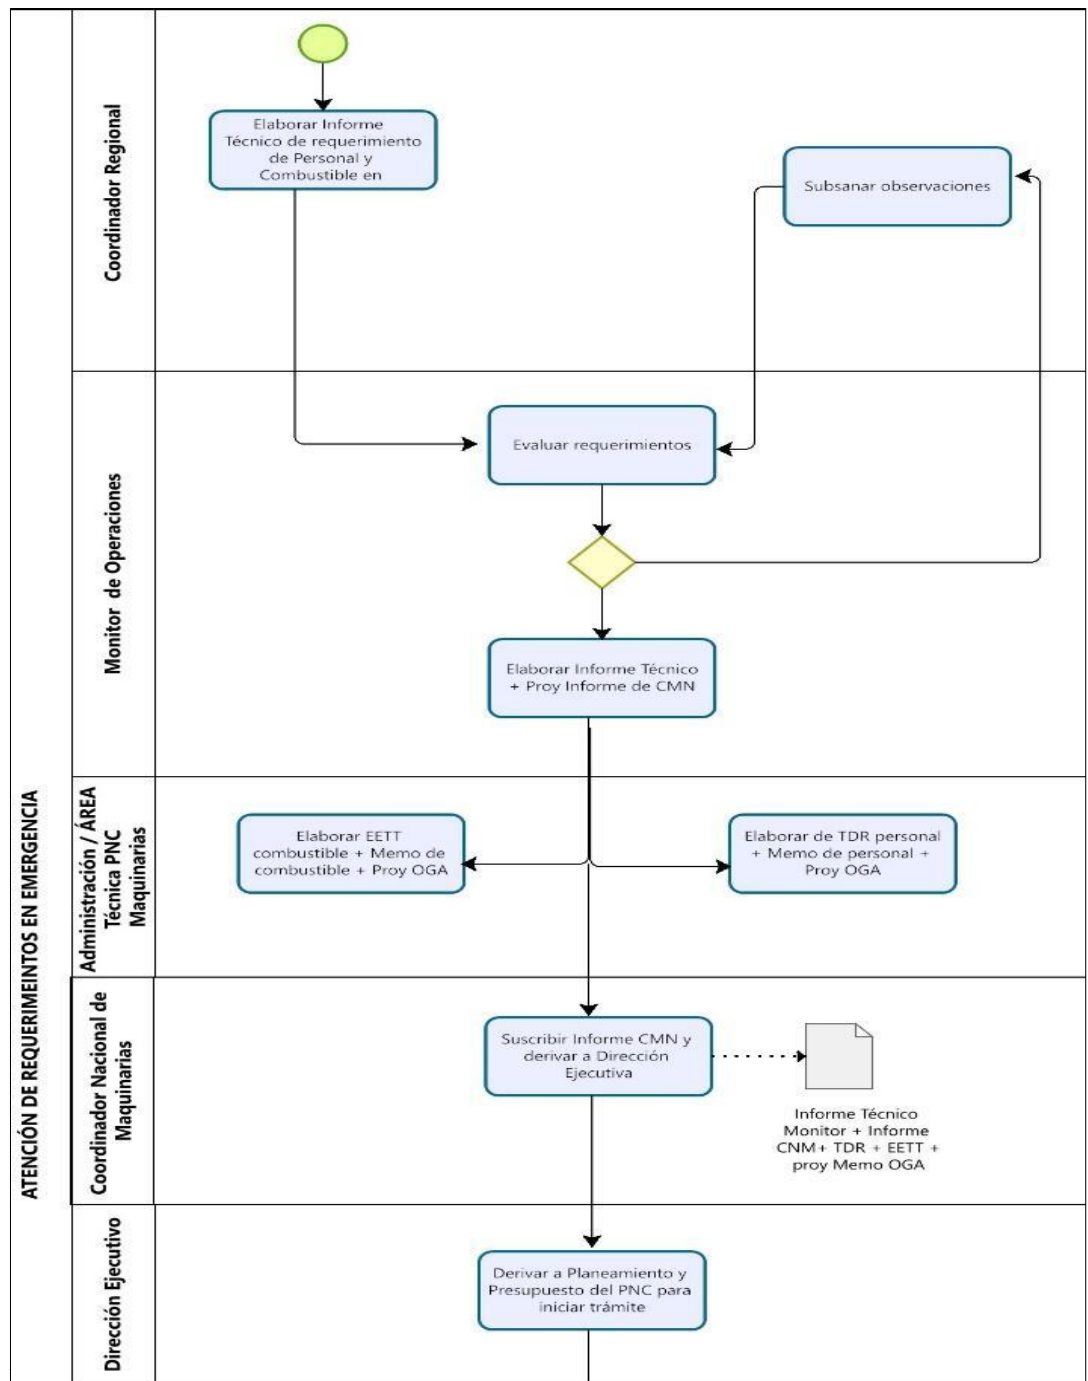 ATENCIÓN DE REQUERIMEINTOS EN EMERGENCIA
Coordinador Regional
Elaborar Informe
Técnico de requerimento
de Personal y
Combustible en
Subsanar observaciones
Monitor de Operaciones
Evaluar requerimientos
Elaborar Informe Técnico
+ Proy Informe de CMN
Administración / ÁREA
Técnica PNC
Maquinarias
Elaborar EETT
combustible + Memo de
combustible + Proy OGA
Elaborar de TDR personal
+ Memo de personal +
Proy OGA
Coordinador Nacional de
Maquinarias
Suscribir Informe CMN y
derivar a Dirección
Ejecutiva
Informe Técnico
Monitor + Informe
CNM+ TDR + EETT +
proy Memo OGA
Dirección Ejecutivo
Derivar a Planeamiento y
Presupuesto del PNC para
iniciar trámite